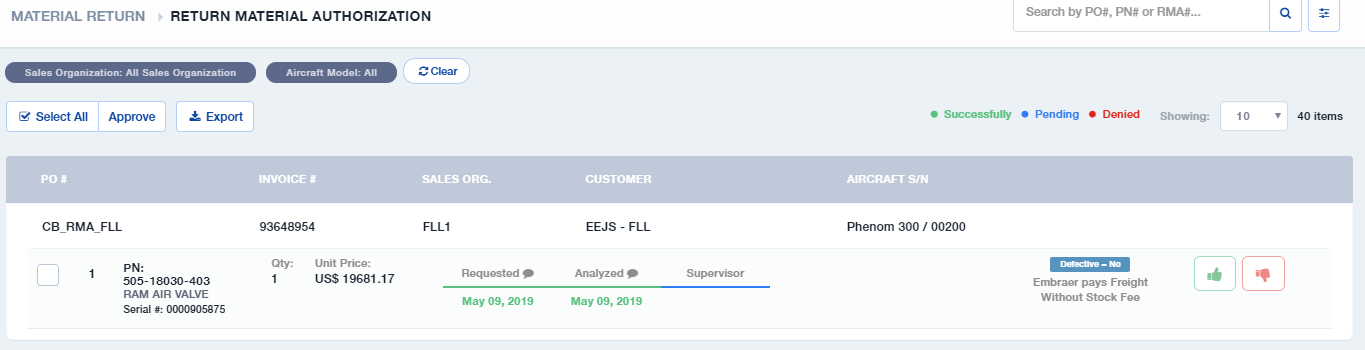 MATERIAL RETURN RETURN MATERIAL AUTHORIZATION
Search by PO#, PN# or RMA#...
Sales Organization: All Sales Organization Aircraft Model: All Clear
Select All Approve Export
Successfully Pending Denied Showing: 10 40 items
PO # INVOICE # SALES ORG. CUSTOMER AIRCRAFT S/N
CB_RMA_FLL 93648954 FLL1 EEJS - FLL Phenom 300 / 00200
1
PN:
505-18030-403
RAM AIR VALVE
Serial #: 0000905875
Qty:
1
Unit Price:
US$ 19681.17
Requested Analyzed Supervisor
May 09, 2019 May 09, 2019
Defective – No
Embraer pays Freight
Without Stock Fee